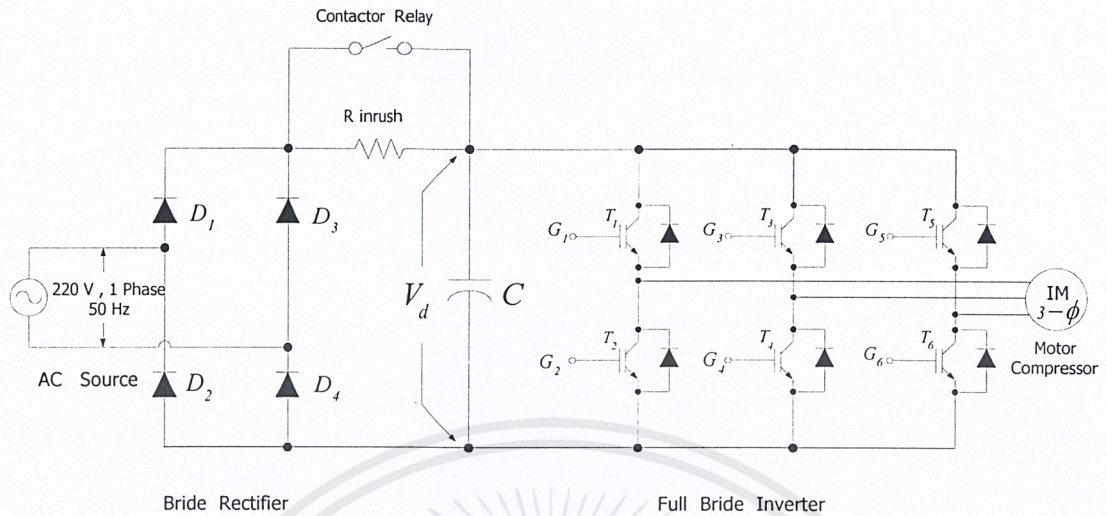 Contactor Relay
R inrush
D1
D3
T1
T3
T5
G1
G3
G5
220 V , 1 Phase
50 Hz
Vd
C
IM
3-ϕ
T2
T4
T6
G2
G4
G6
Motor
Compressor
AC Source
D2
D4
Bride Rectifier
Full Bride Inverter